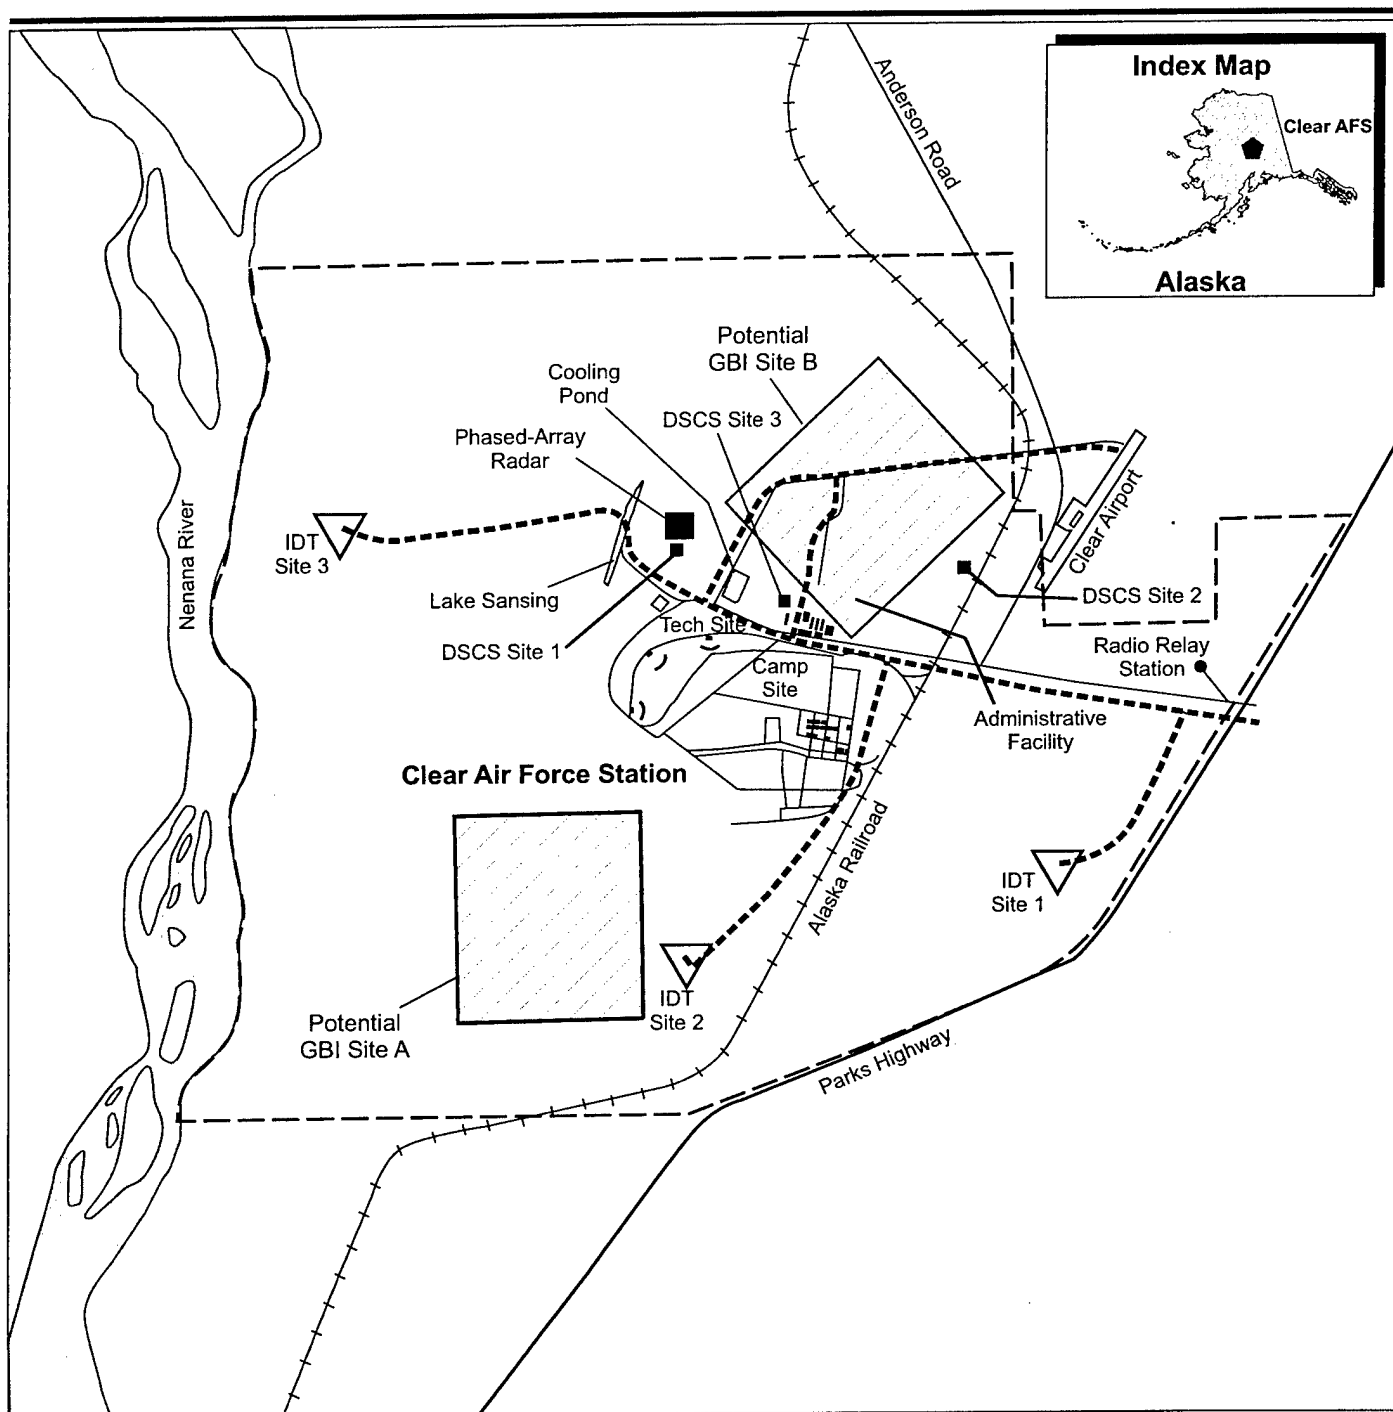 Index Map
Clear AFS
Alaska
Anderson Road
Potential
GBI Site B
Cooling
Pond
DSCS Site 3
Phased-Array
Radar
Nenana River
IDT
Site 3
Clear Airport
Lake Sansing
DSCS Site 2
Tech Site
DSCS Site 1
Radio Relay
Station
Camp
Site
Administrative
Facility
Clear Air Force Station
Alaska Railroad
IDT
Site 1
IDT
Site 2
Potential
GBI Site A
Parks Highway